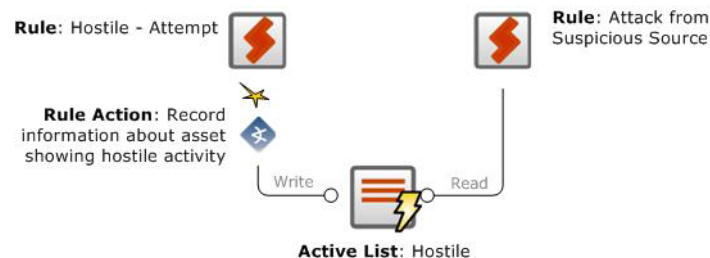 Rule: Hostile - Attempt
Rule: Attack from
Suspicious Source
Rule Action: Record
information about asset
showing hostile activity
Write
Read
Active List: Hostile